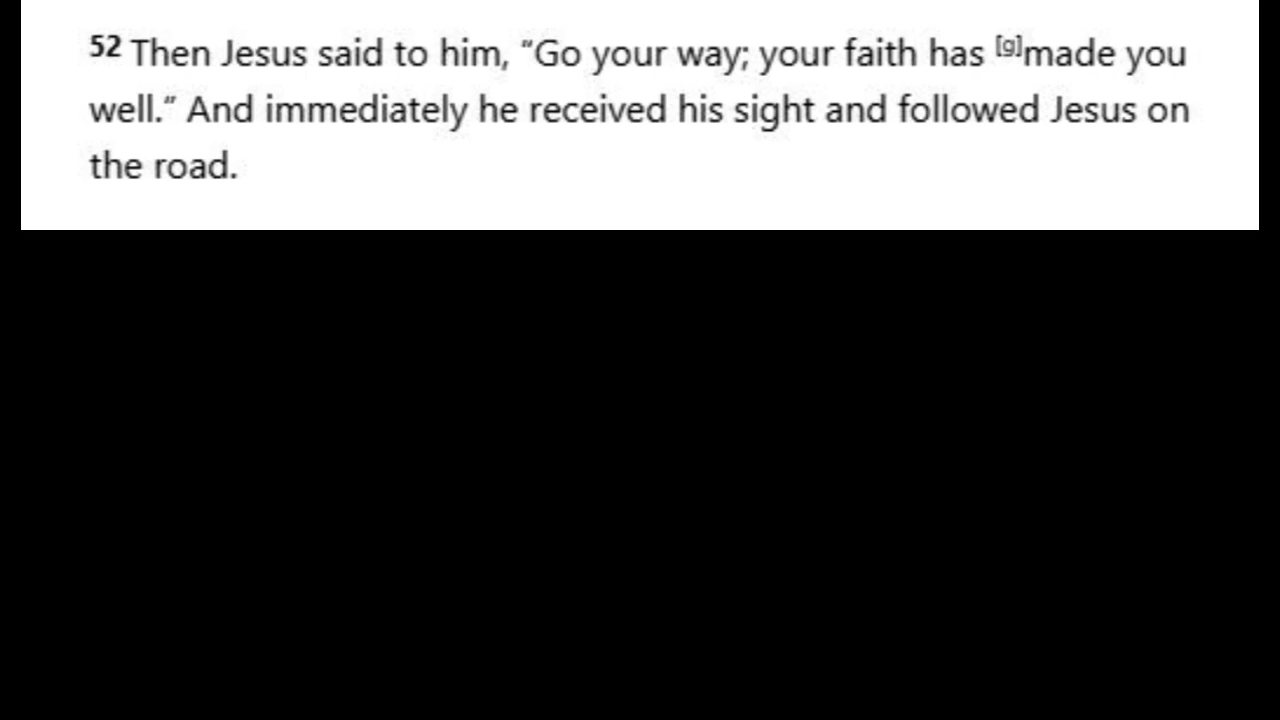 52 Then Jesus said to him, “Go your way; your faith has [g]made you
well.” And immediately he received his sight and followed Jesus on
the road.